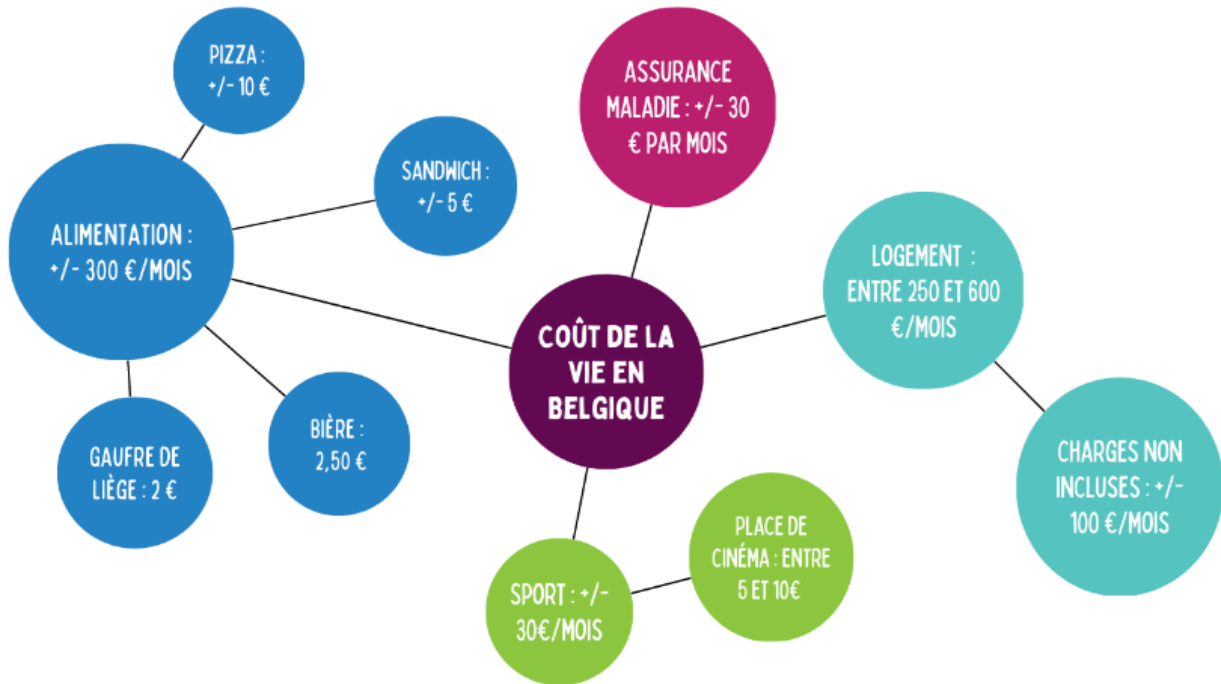 PIZZA :
+/- 10 €
ASSURANCE
MALADIE : +/- 30
€ PAR MOIS
SANDWICH :
+/- 5 €
ALIMENTATION :
+/- 300 €/MOIS
LOGEMENT :
ENTRE 250 ET 600
€/MOIS
COÛT DE LA
VIE EN
BELGIQUE
BIÈRE :
2,50 €
GAUFRE DE
LIÈGE : 2 €
CHARGES NON
INCLUSES : +/-
100 €/MOIS
PLACE DE
CINÉMA : ENTRE
5 ET 10€
SPORT : +/-
30€/MOIS